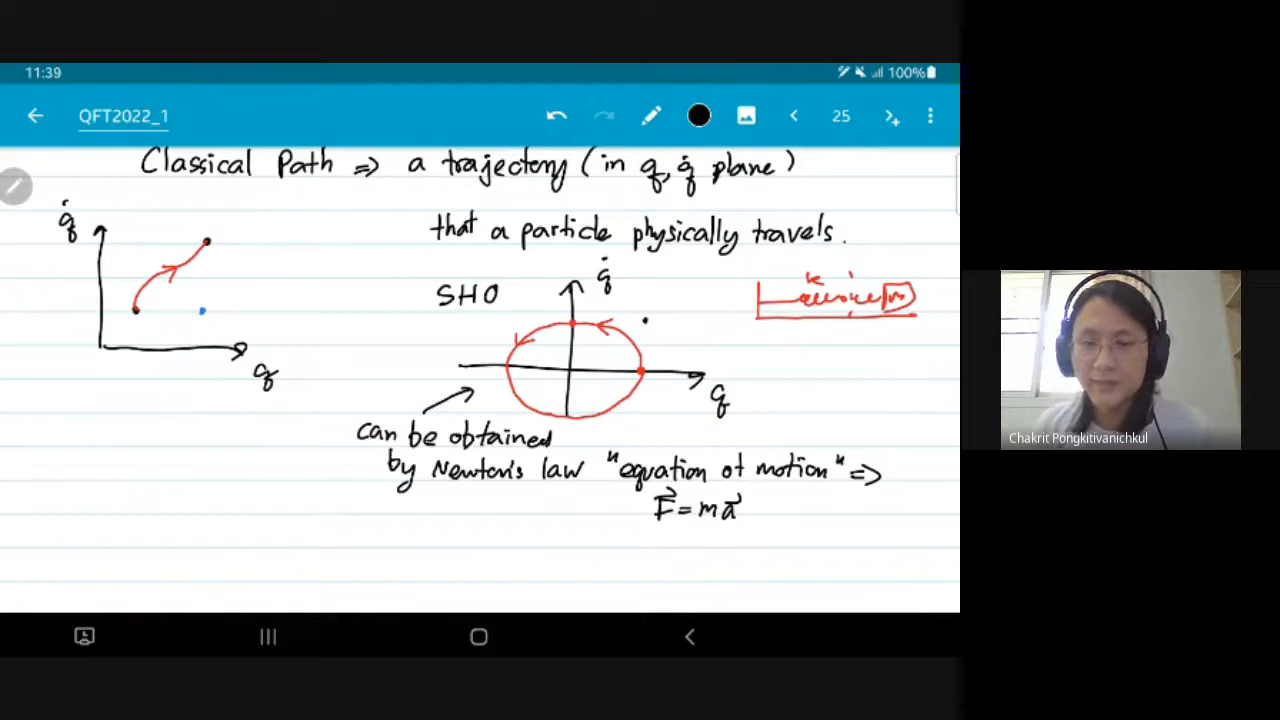 11:39
100%
QFT2022_1
25
Classical Path => a trajectory (in q, q̇ plane)
that a particle physically travels.
q̇
q
SHO
q̇
q
k
m
can be obtained
by Newton's law "equation of motion" =>
F⃗ = ma⃗
Chakrit Pongkitivanichkul